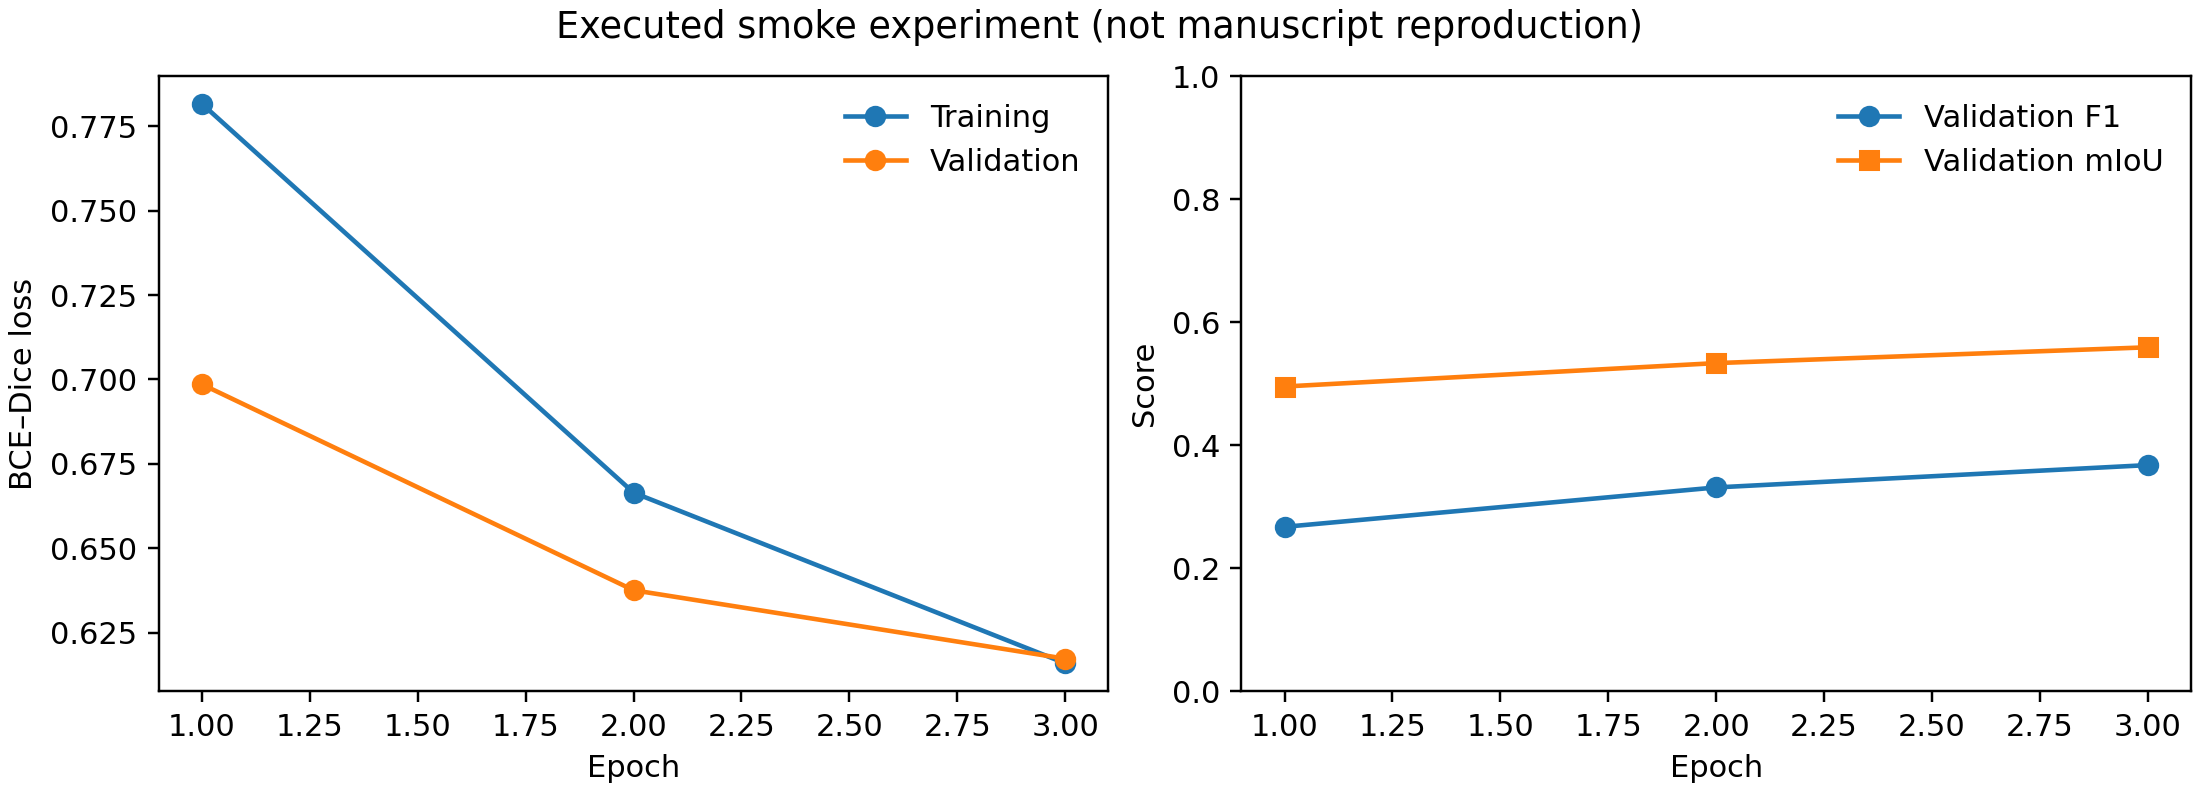 Executed smoke experiment (not manuscript reproduction)
BCE–Dice loss
0.775
0.750
0.725
0.700
0.675
0.650
0.625
Training
Validation
1.00 1.25 1.50 1.75 2.00 2.25 2.50 2.75 3.00
Epoch
Score
1.0
0.8
0.6
0.4
0.2
0.0
Validation F1
Validation mIoU
1.00 1.25 1.50 1.75 2.00 2.25 2.50 2.75 3.00
Epoch